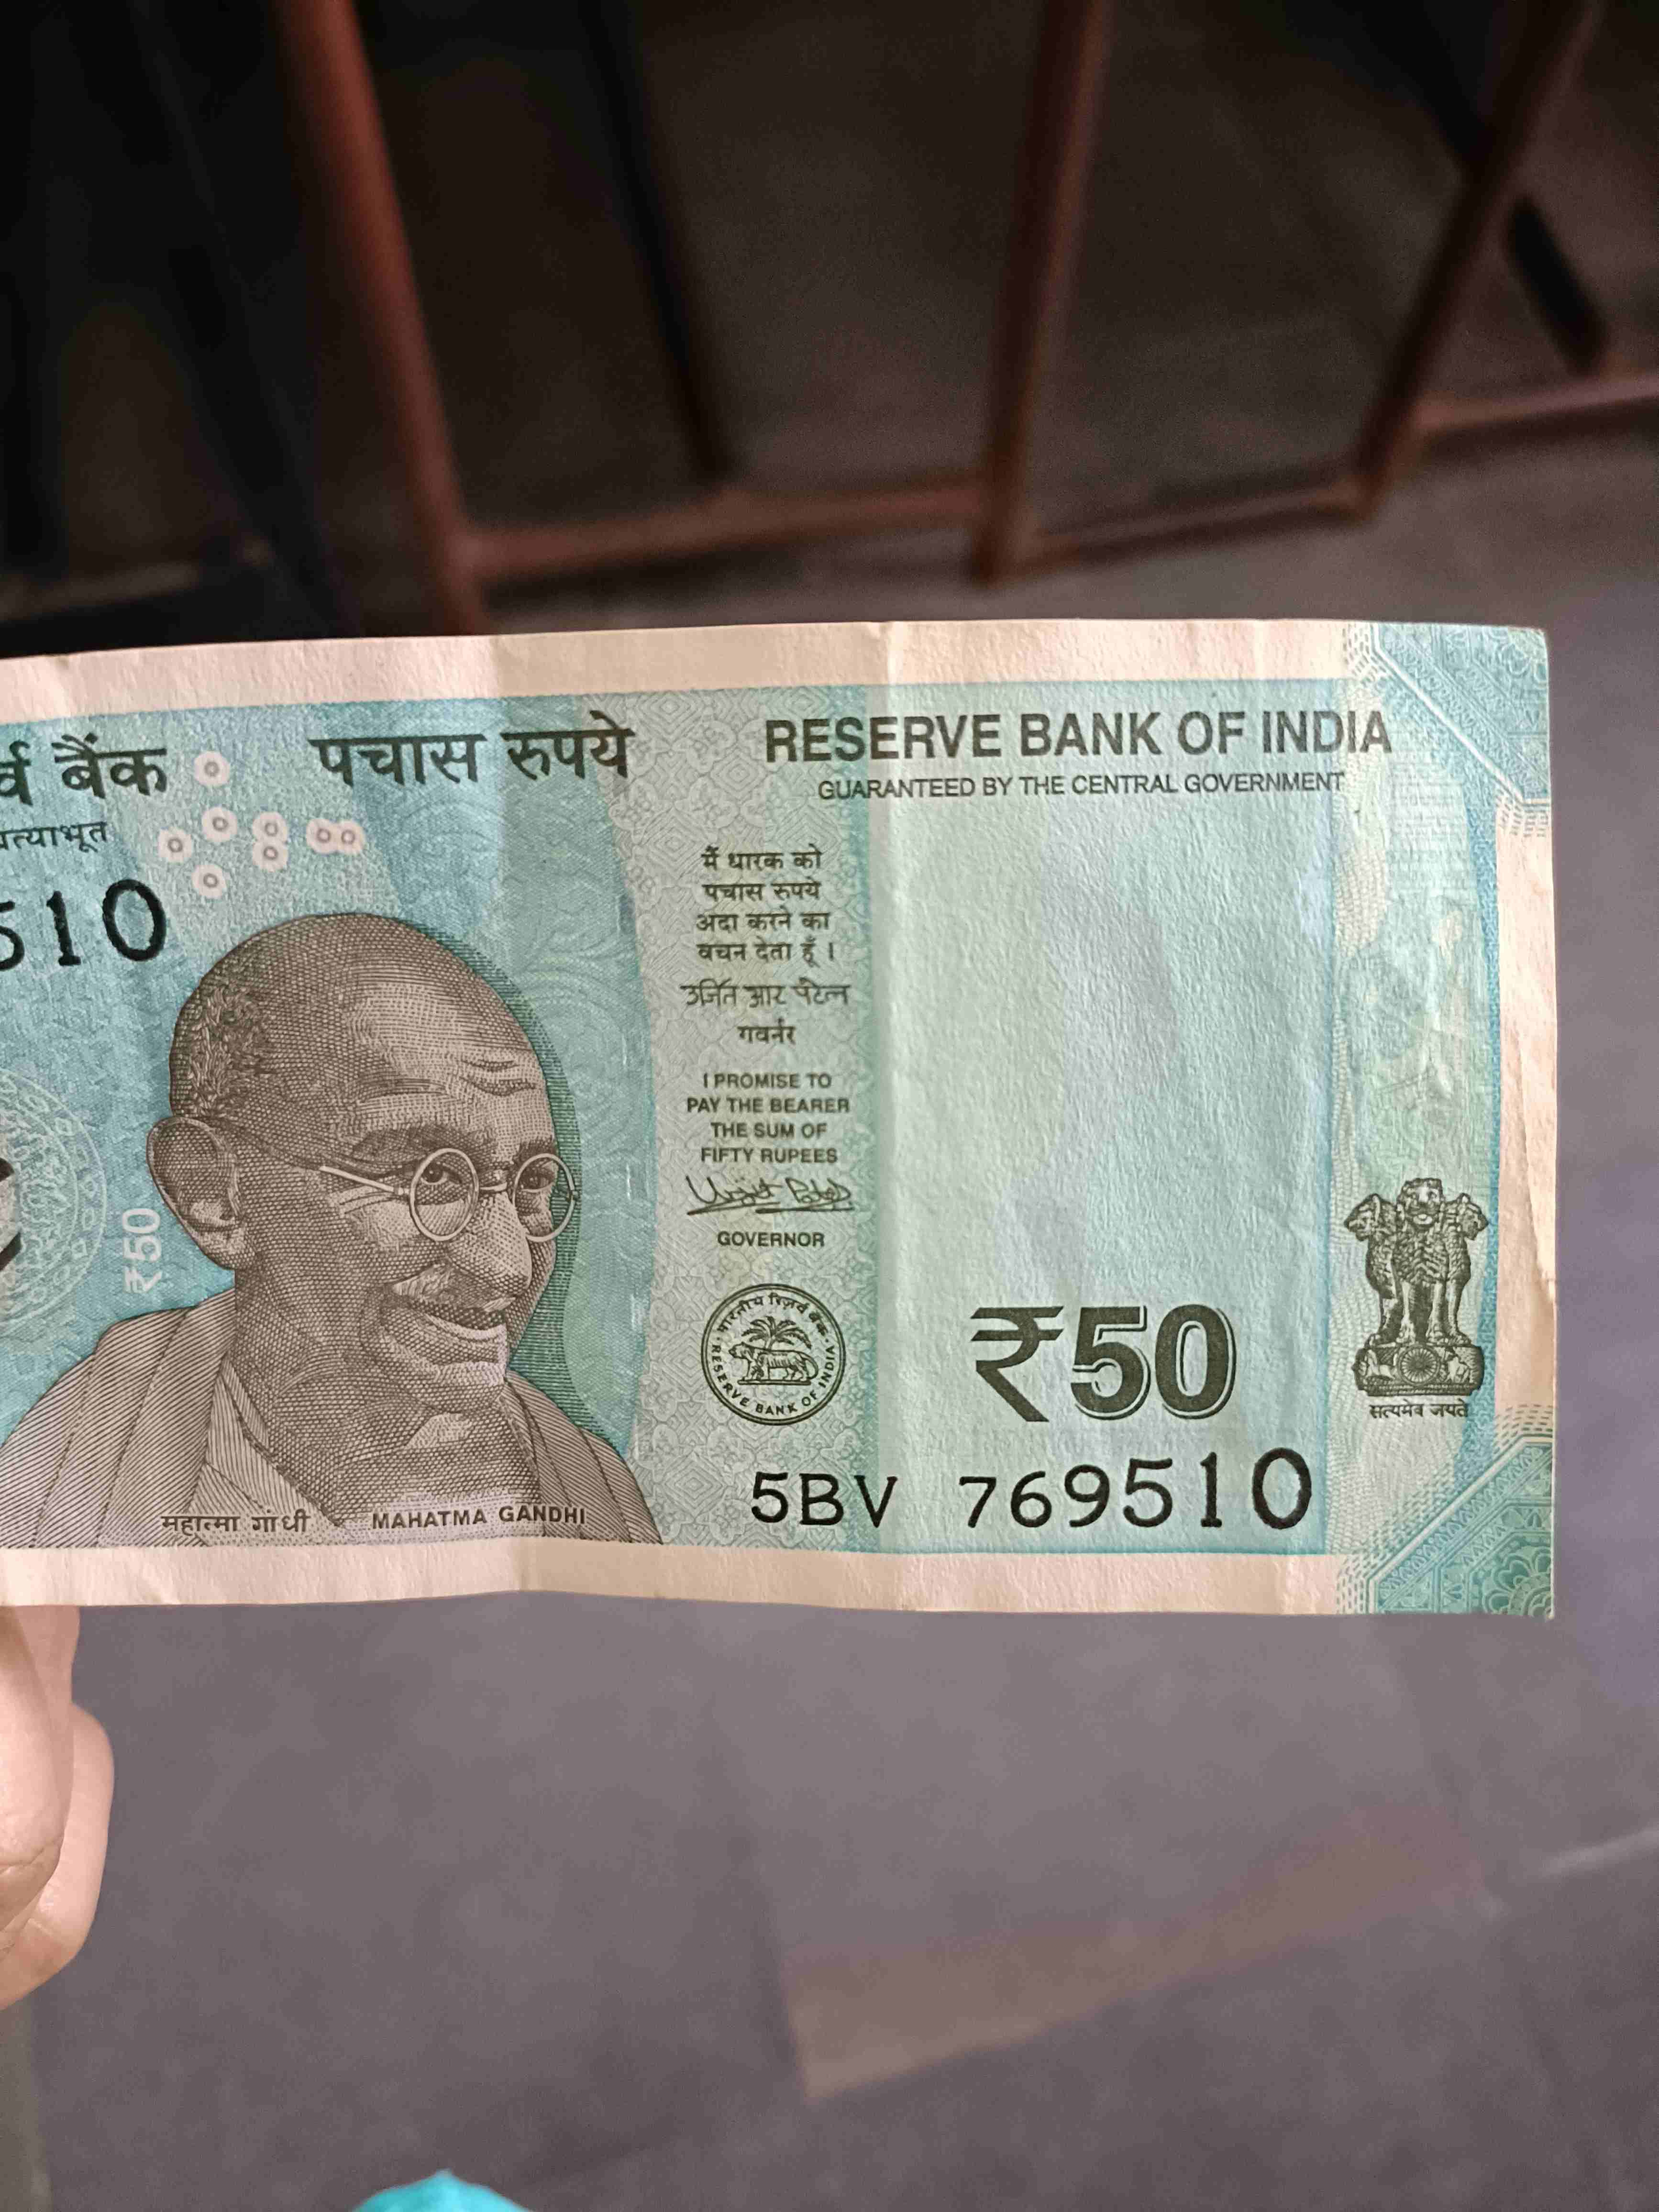 र्व बैंक
पचास रुपये
RESERVE BANK OF INDIA
GUARANTEED BY THE CENTRAL GOVERNMENT
510
मैं धारक को
पचास रुपये
अदा करने का
वचन देता हूँ ।
उर्जित आर पटेल
गवर्नर
I PROMISE TO
PAY THE BEARER
THE SUM OF
FIFTY RUPEES
GOVERNOR
₹50
भारतीय रिज़र्व बैंक
RESERVE BANK OF INDIA
₹50
सत्यमेव जयते
5BV 769510
महात्मा गांधी
MAHATMA GANDHI